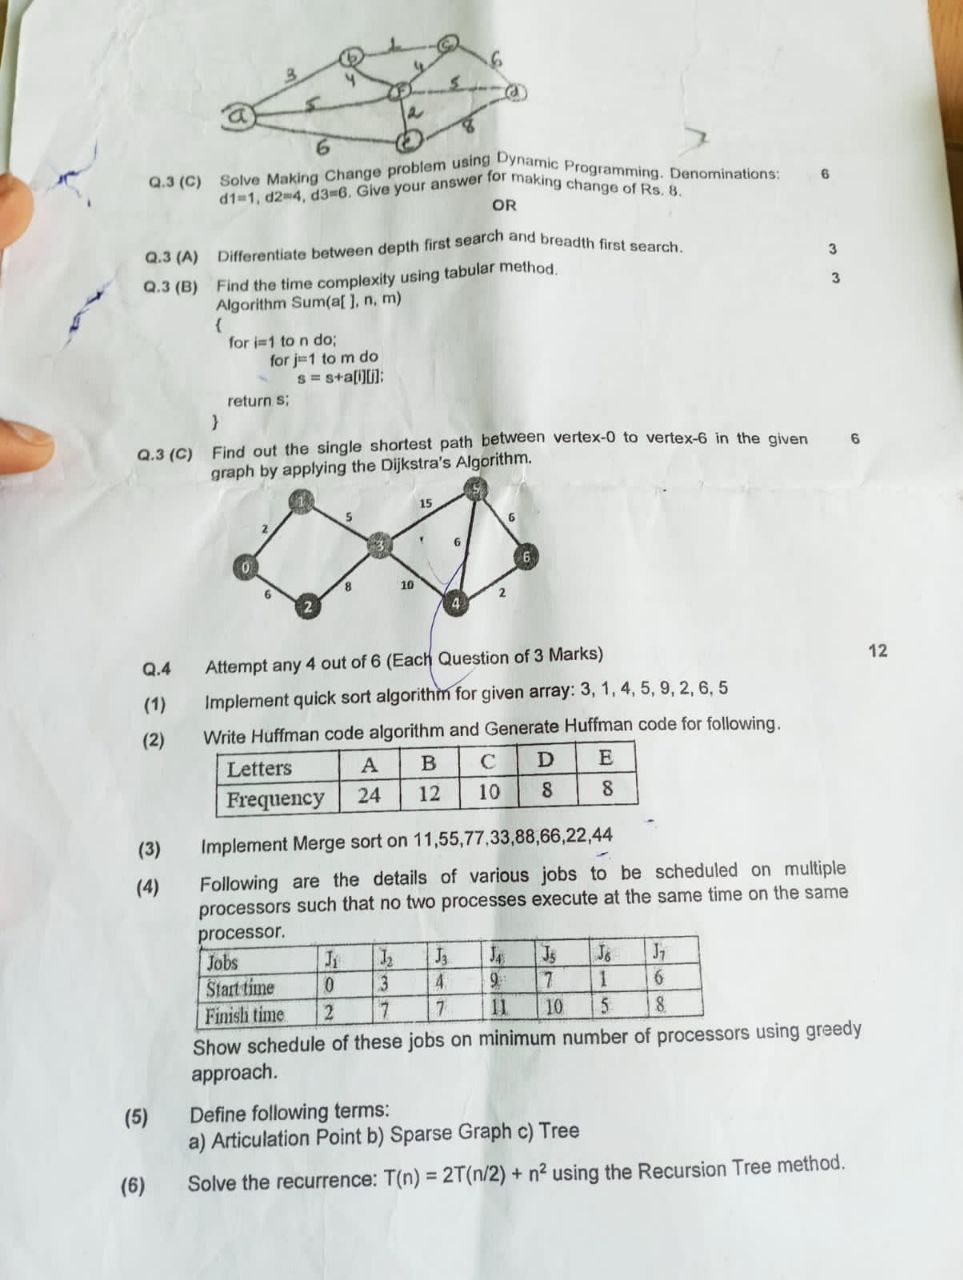 b 1 c
3 4 4 6
a 5 f 5 d
2
6 e 8
Q.3 (C) Solve Making Change problem using Dynamic Programming. Denominations: 6
d1=1, d2=4, d3=6. Give your answer for making change of Rs. 8.
OR
Q.3 (A) Differentiate between depth first search and breadth first search. 3
Q.3 (B) Find the time complexity using tabular method. 3
Algorithm Sum(a[ ], n, m)
{
for i=1 to n do;
for j=1 to m do
s = s+a[i][j];
return s;
}
Q.3 (C) Find out the single shortest path between vertex-0 to vertex-6 in the given 6
graph by applying the Dijkstra's Algorithm.
1 15 5
2 5 6
0 3 6 6
6 8 10 2
2 4
Q.4 Attempt any 4 out of 6 (Each Question of 3 Marks) 12
(1) Implement quick sort algorithm for given array: 3, 1, 4, 5, 9, 2, 6, 5
(2) Write Huffman code algorithm and Generate Huffman code for following.
Letters A B C D E
Frequency 24 12 10 8 8
(3) Implement Merge sort on 11,55,77,33,88,66,22,44
(4) Following are the details of various jobs to be scheduled on multiple
processors such that no two processes execute at the same time on the same
processor.
Jobs J1 J2 J3 J4 J5 J6 J7
Start time 0 3 4 9 7 1 6
Finish time 2 7 7 11 10 5 8
Show schedule of these jobs on minimum number of processors using greedy
approach.
(5) Define following terms:
a) Articulation Point b) Sparse Graph c) Tree
(6) Solve the recurrence: T(n) = 2T(n/2) + n² using the Recursion Tree method.